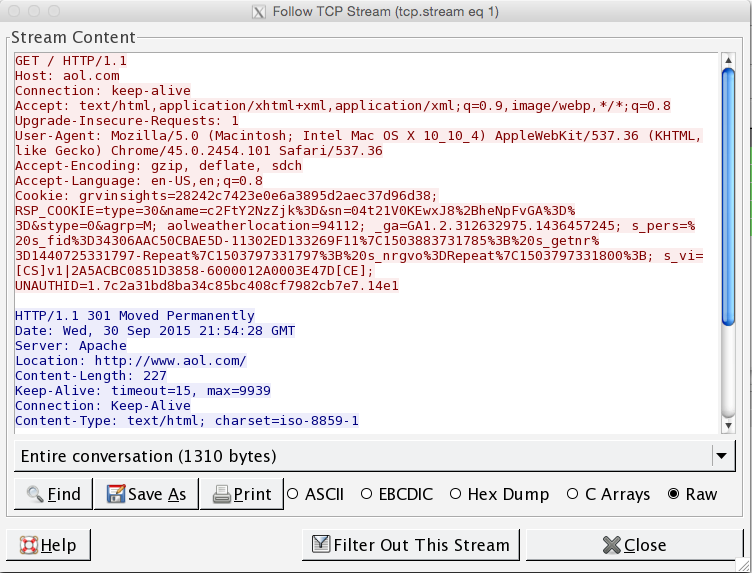 Follow TCP Stream (tcp.stream eq 1)
Stream Content
GET / HTTP/1.1
Host: aol.com
Connection: keep-alive
Accept: text/html,application/xhtml+xml,application/xml;q=0.9,image/webp,*/*;q=0.8
Upgrade-Insecure-Requests: 1
User-Agent: Mozilla/5.0 (Macintosh; Intel Mac OS X 10_10_4) AppleWebKit/537.36 (KHTML,
like Gecko) Chrome/45.0.2454.101 Safari/537.36
Accept-Encoding: gzip, deflate, sdch
Accept-Language: en-US,en;q=0.8
Cookie: grvinsights=28242c7423e0e6a3895d2aec37d96d38;
RSP_COOKIE=type=30&name=c2FtY2NzZjk%3D&sn=04t21V0KEwxJ8%2BheNpFvGA%3D%
3D&stype=0&agrp=M; aolweatherlocation=94112; _ga=GA1.2.312632975.1436457245; s_pers=%
20s_fid%3D34306AAC50CBAE5D-11302ED133269F11%7C1503883731785%3B%20s_getnr%
3D1440725331797-Repeat%7C1503797331797%3B%20s_nrgvo%3DRepeat%7C1503797331800%3B; s_vi=
[CS]v1|2A5ACBC0851D3858-6000012A0003E47D[CE];
UNAUTHID=1.7c2a31bd8ba34c85bc408cf7982cb7e7.14e1
HTTP/1.1 301 Moved Permanently
Date: Wed, 30 Sep 2015 21:54:28 GMT
Server: Apache
Location: http://www.aol.com/
Content-Length: 227
Keep-Alive: timeout=15, max=9939
Connection: Keep-Alive
Content-Type: text/html; charset=iso-8859-1
Entire conversation (1310 bytes)
Find Save As Print ASCII EBCDIC Hex Dump C Arrays Raw
Help Filter Out This Stream Close